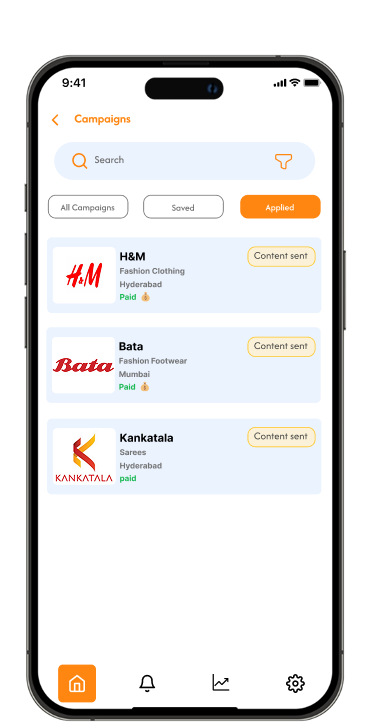 9:41
Campaigns
Search
All Campaigns
Saved
Applied
H&M
H&M
Fashion Clothing
Hyderabad
Paid
Content sent
Bata
Bata
Fashion Footwear
Mumbai
Paid
Content sent
KANKATALA
Kankatala
Sarees
Hyderabad
paid
Content sent